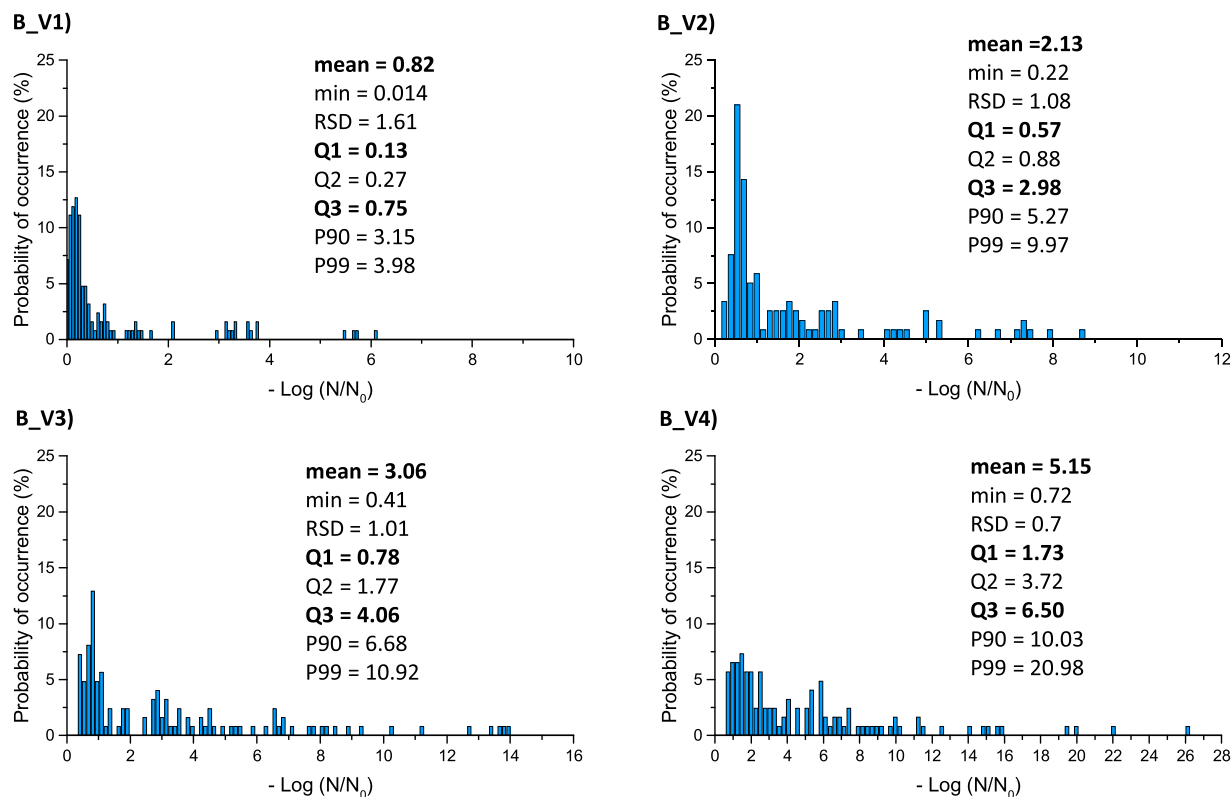 B_V1)
mean = 0.82
min = 0.014
RSD = 1.61
Q1 = 0.13
Q2 = 0.27
Q3 = 0.75
P90 = 3.15
P99 = 3.98
Probability of occurrence (%)
25
20
15
10
5
0
0 2 4 6 8 10
- Log (N/N₀)
B_V2)
mean =2.13
min = 0.22
RSD = 1.08
Q1 = 0.57
Q2 = 0.88
Q3 = 2.98
P90 = 5.27
P99 = 9.97
Probability of occurrence (%)
25
20
15
10
5
0
0 2 4 6 8 10 12
- Log (N/N₀)
B_V3)
mean = 3.06
min = 0.41
RSD = 1.01
Q1 = 0.78
Q2 = 1.77
Q3 = 4.06
P90 = 6.68
P99 = 10.92
Probability of occurrence (%)
25
20
15
10
5
0
0 2 4 6 8 10 12 14 16
- Log (N/N₀)
B_V4)
mean = 5.15
min = 0.72
RSD = 0.7
Q1 = 1.73
Q2 = 3.72
Q3 = 6.50
P90 = 10.03
P99 = 20.98
Probability of occurrence (%)
25
20
15
10
5
0
0 2 4 6 8 10 12 14 16 18 20 22 24 26 28
- Log (N/N₀)